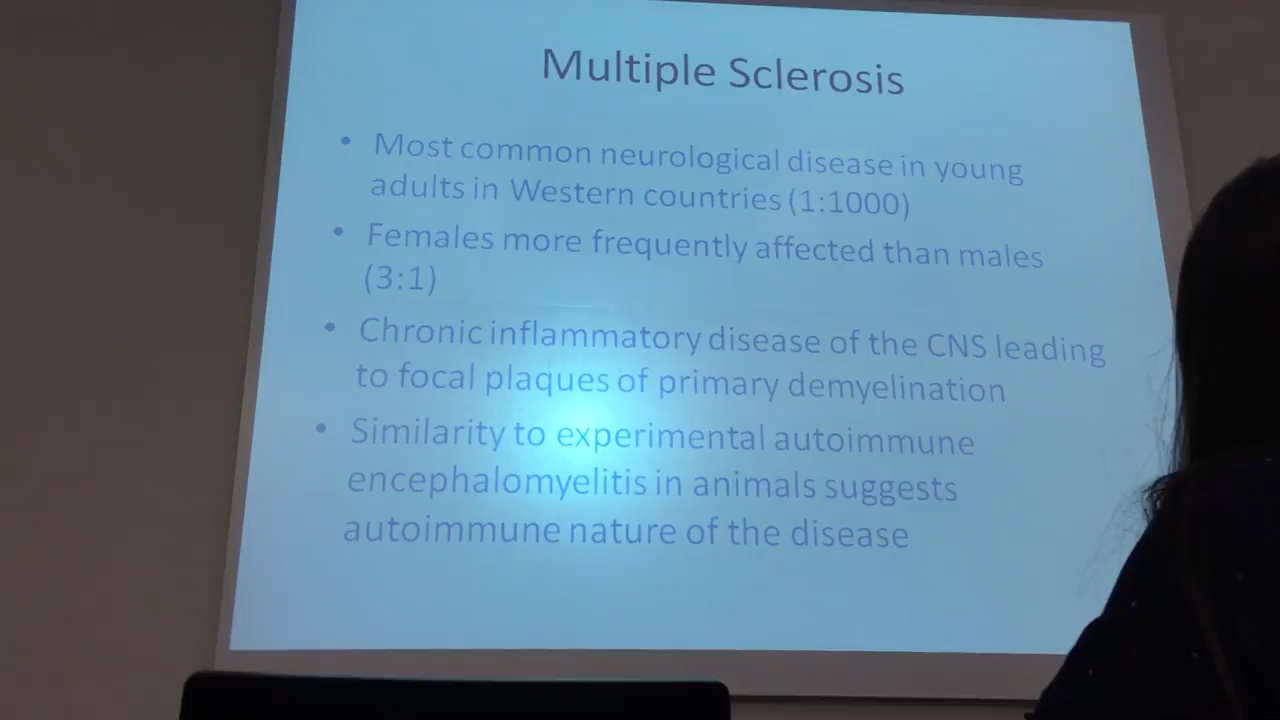 Multiple Sclerosis
• Most common neurological disease in young
adults in Western countries (1:1000)
• Females more frequently affected than males
(3:1)
• Chronic inflammatory disease of the CNS leading
to focal plaques of primary demyelination
• Similarity to experimental autoimmune
encephalomyelitis in animals suggests
autoimmune nature of the disease